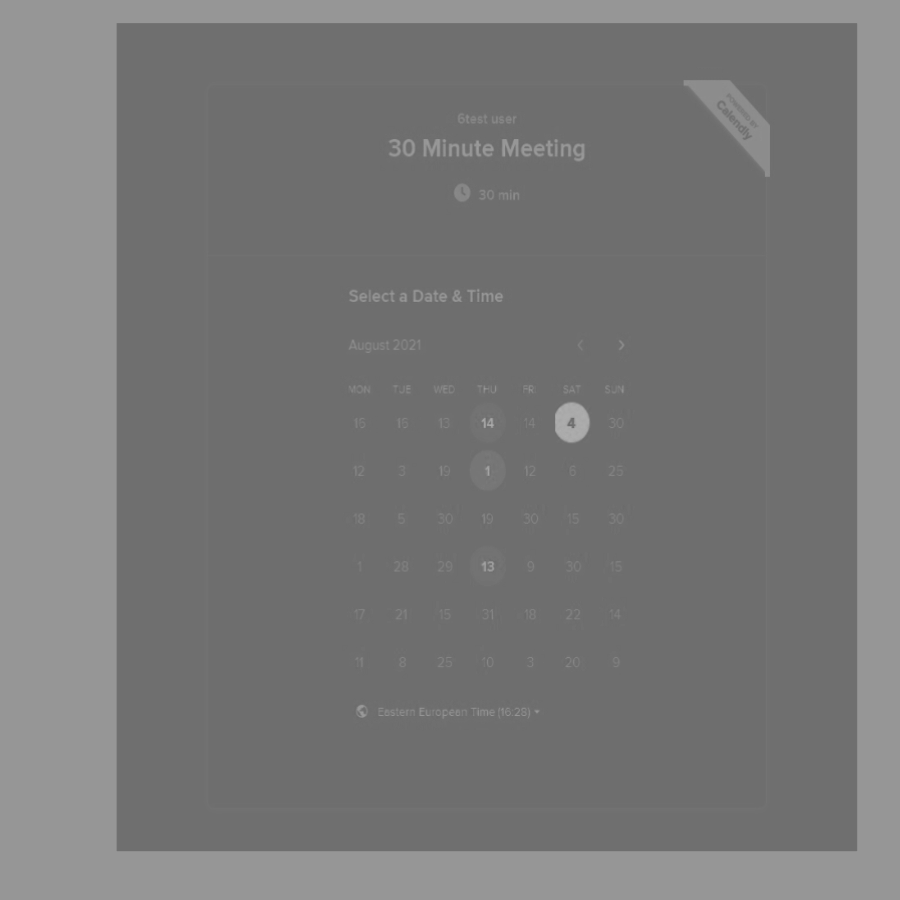 POWERED BY
Calendly
6test user
30 Minute Meeting
30 min
Select a Date & Time
August 2021
MON TUE WED THU FRI SAT SUN
15 16 13 14 14 4 30
12 3 19 1 12 6 25
18 5 30 19 30 15 30
1 28 29 13 9 30 15
17 21 15 31 18 22 14
11 8 25 10 3 20 9
Eastern European Time (16:28)